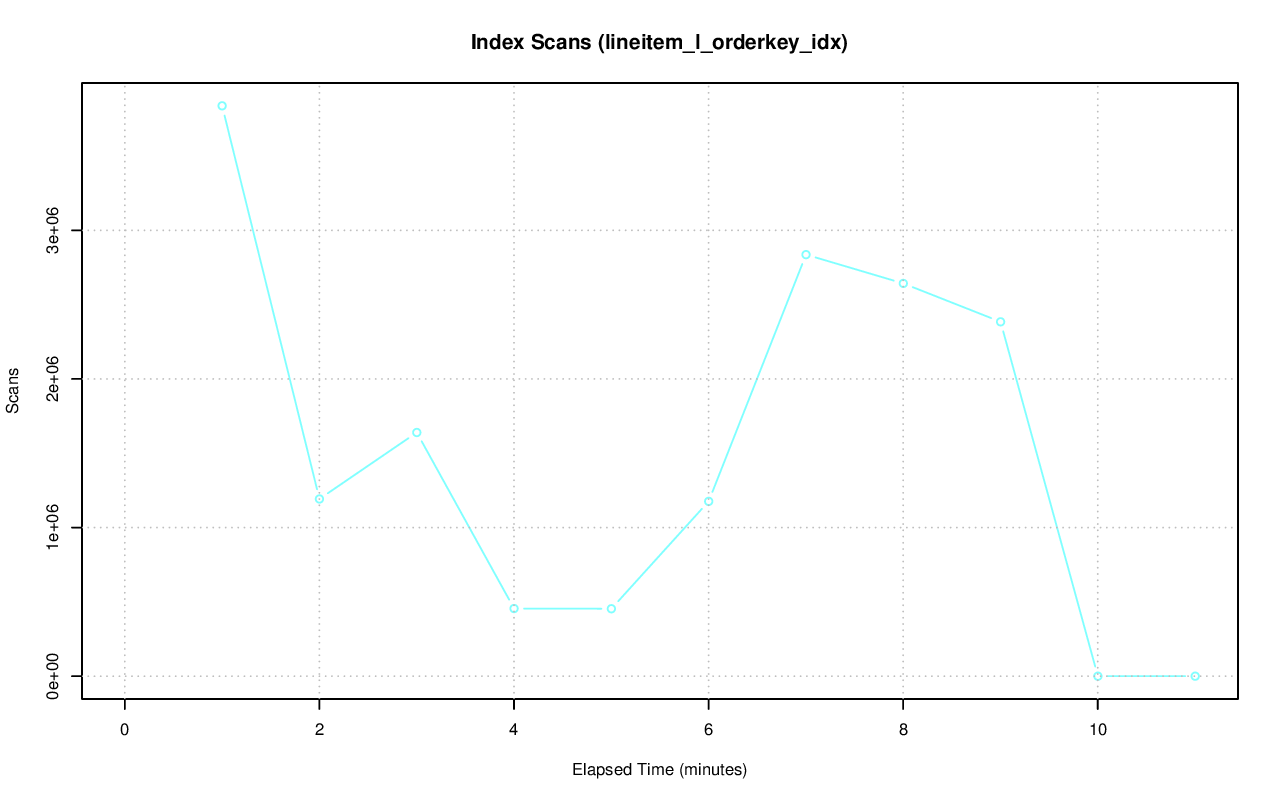 Index Scans (lineitem_l_orderkey_idx)
Scans
3e+06
2e+06
1e+06
0e+00
0 2 4 6 8 10
Elapsed Time (minutes)